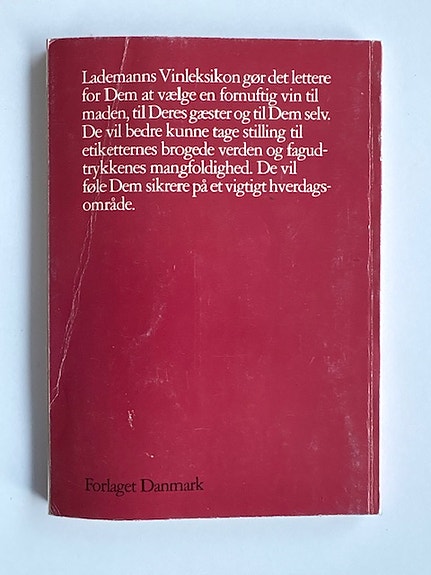 Lademanns Vinleksikon gør det lettere
for Dem at vælge en fornuftig vin til
maden, til Deres gæster og til Dem selv.
De vil bedre kunne tage stilling til
etiketternes brogede verden og fagud-
trykkenes mangfoldighed. De vil
føle Dem sikrere på et vigtigt hverdags-
område.
Forlaget Danmark